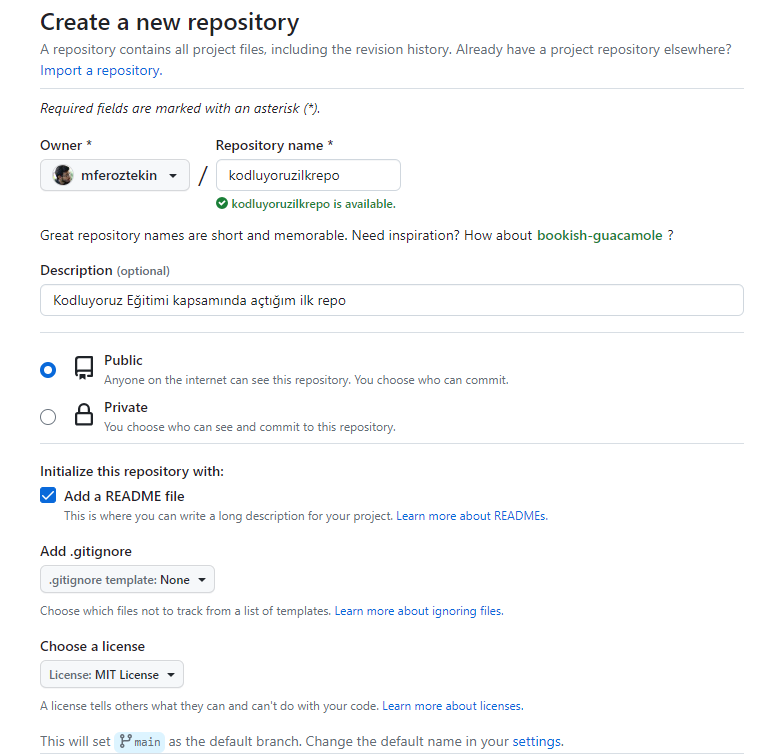 Create a new repository
A repository contains all project files, including the revision history. Already have a project repository elsewhere?
Import a repository.
Required fields are marked with an asterisk (*).
Owner * Repository name *
mferoztekin / kodluyoruzilkrepo
kodluyoruzilkrepo is available.
Great repository names are short and memorable. Need inspiration? How about bookish-guacamole ?
Description (optional)
Kodluyoruz Eğitimi kapsamında açtığım ilk repo
Public
Anyone on the internet can see this repository. You choose who can commit.
Private
You choose who can see and commit to this repository.
Initialize this repository with:
Add a README file
This is where you can write a long description for your project. Learn more about READMEs.
Add .gitignore
.gitignore template: None
Choose which files not to track from a list of templates. Learn more about ignoring files.
Choose a license
License: MIT License
A license tells others what they can and can't do with your code. Learn more about licenses.
This will set main as the default branch. Change the default name in your settings.